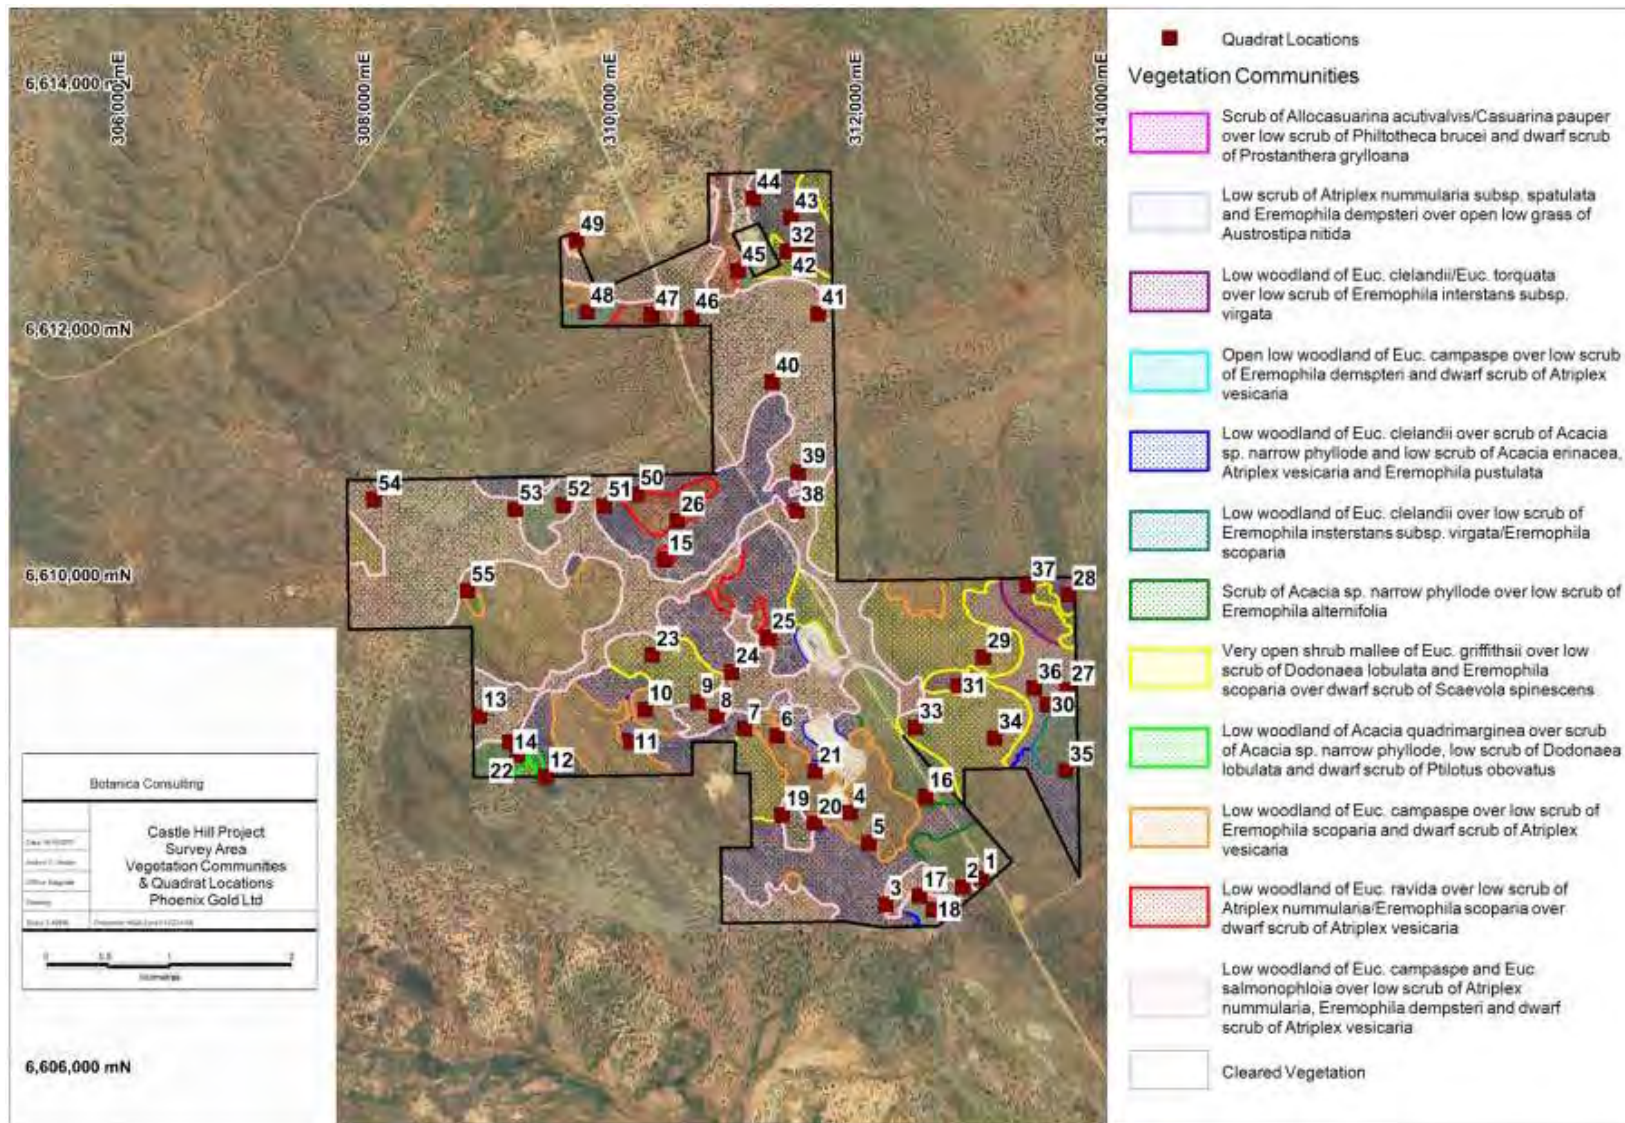 306,000 mE
308,000 mE
310,000 mE
312,000 mE
314,000 mE
6,614,000 mN
6,612,000 mN
6,610,000 mN
6,606,000 mN
44
43
49
32
45
42
48
47
46
41
40
39
54
53
52
51
50
26
38
15
55
37
28
25
23
29
24
36
27
31
13
10
9
8
30
7
6
33
34
14
11
21
35
22
12
16
19
20
4
5
1
2
3
17
18
Botanica Consulting
Castle Hill Project
Survey Area
Vegetation Communities
& Quadrat Locations
Phoenix Gold Ltd
0 0.5 1 2
Quadrat Locations
Vegetation Communities
Scrub of Allocasuarina acutivalvis/Casuarina pauper
over low scrub of Philtotheca brucei and dwarf scrub
of Prostanthera grylloana
Low scrub of Atriplex nummularia subsp. spatulata
and Eremophila dempsteri over open low grass of
Austrostipa nitida
Low woodland of Euc. clelandii/Euc. torquata
over low scrub of Eremophila interstans subsp.
virgata
Open low woodland of Euc. campaspe over low scrub
of Eremophila demspteri and dwarf scrub of Atriplex
vesicaria
Low woodland of Euc. clelandii over scrub of Acacia
sp. narrow phyllode and low scrub of Acacia erinacea,
Atriplex vesicaria and Eremophila pustulata
Low woodland of Euc. clelandii over low scrub of
Eremophila insterstans subsp. virgata/Eremophila
scoparia
Scrub of Acacia sp. narrow phyllode over low scrub of
Eremophila alternifolia
Very open shrub mallee of Euc. griffithsii over low
scrub of Dodonaea lobulata and Eremophila
scoparia over dwarf scrub of Scaevola spinescens
Low woodland of Acacia quadrimarginea over scrub
of Acacia sp. narrow phyllode, low scrub of Dodonaea
lobulata and dwarf scrub of Ptilotus obovatus
Low woodland of Euc. campaspe over low scrub of
Eremophila scoparia and dwarf scrub of Atriplex
vesicaria
Low woodland of Euc. ravida over low scrub of
Atriplex nummularia/Eremophila scoparia over
dwarf scrub of Atriplex vesicaria
Low woodland of Euc. campaspe and Euc
salmonophloia over low scrub of Atriplex
nummularia, Eremophila dempsteri and dwarf
scrub of Atriplex vesicaria
Cleared Vegetation